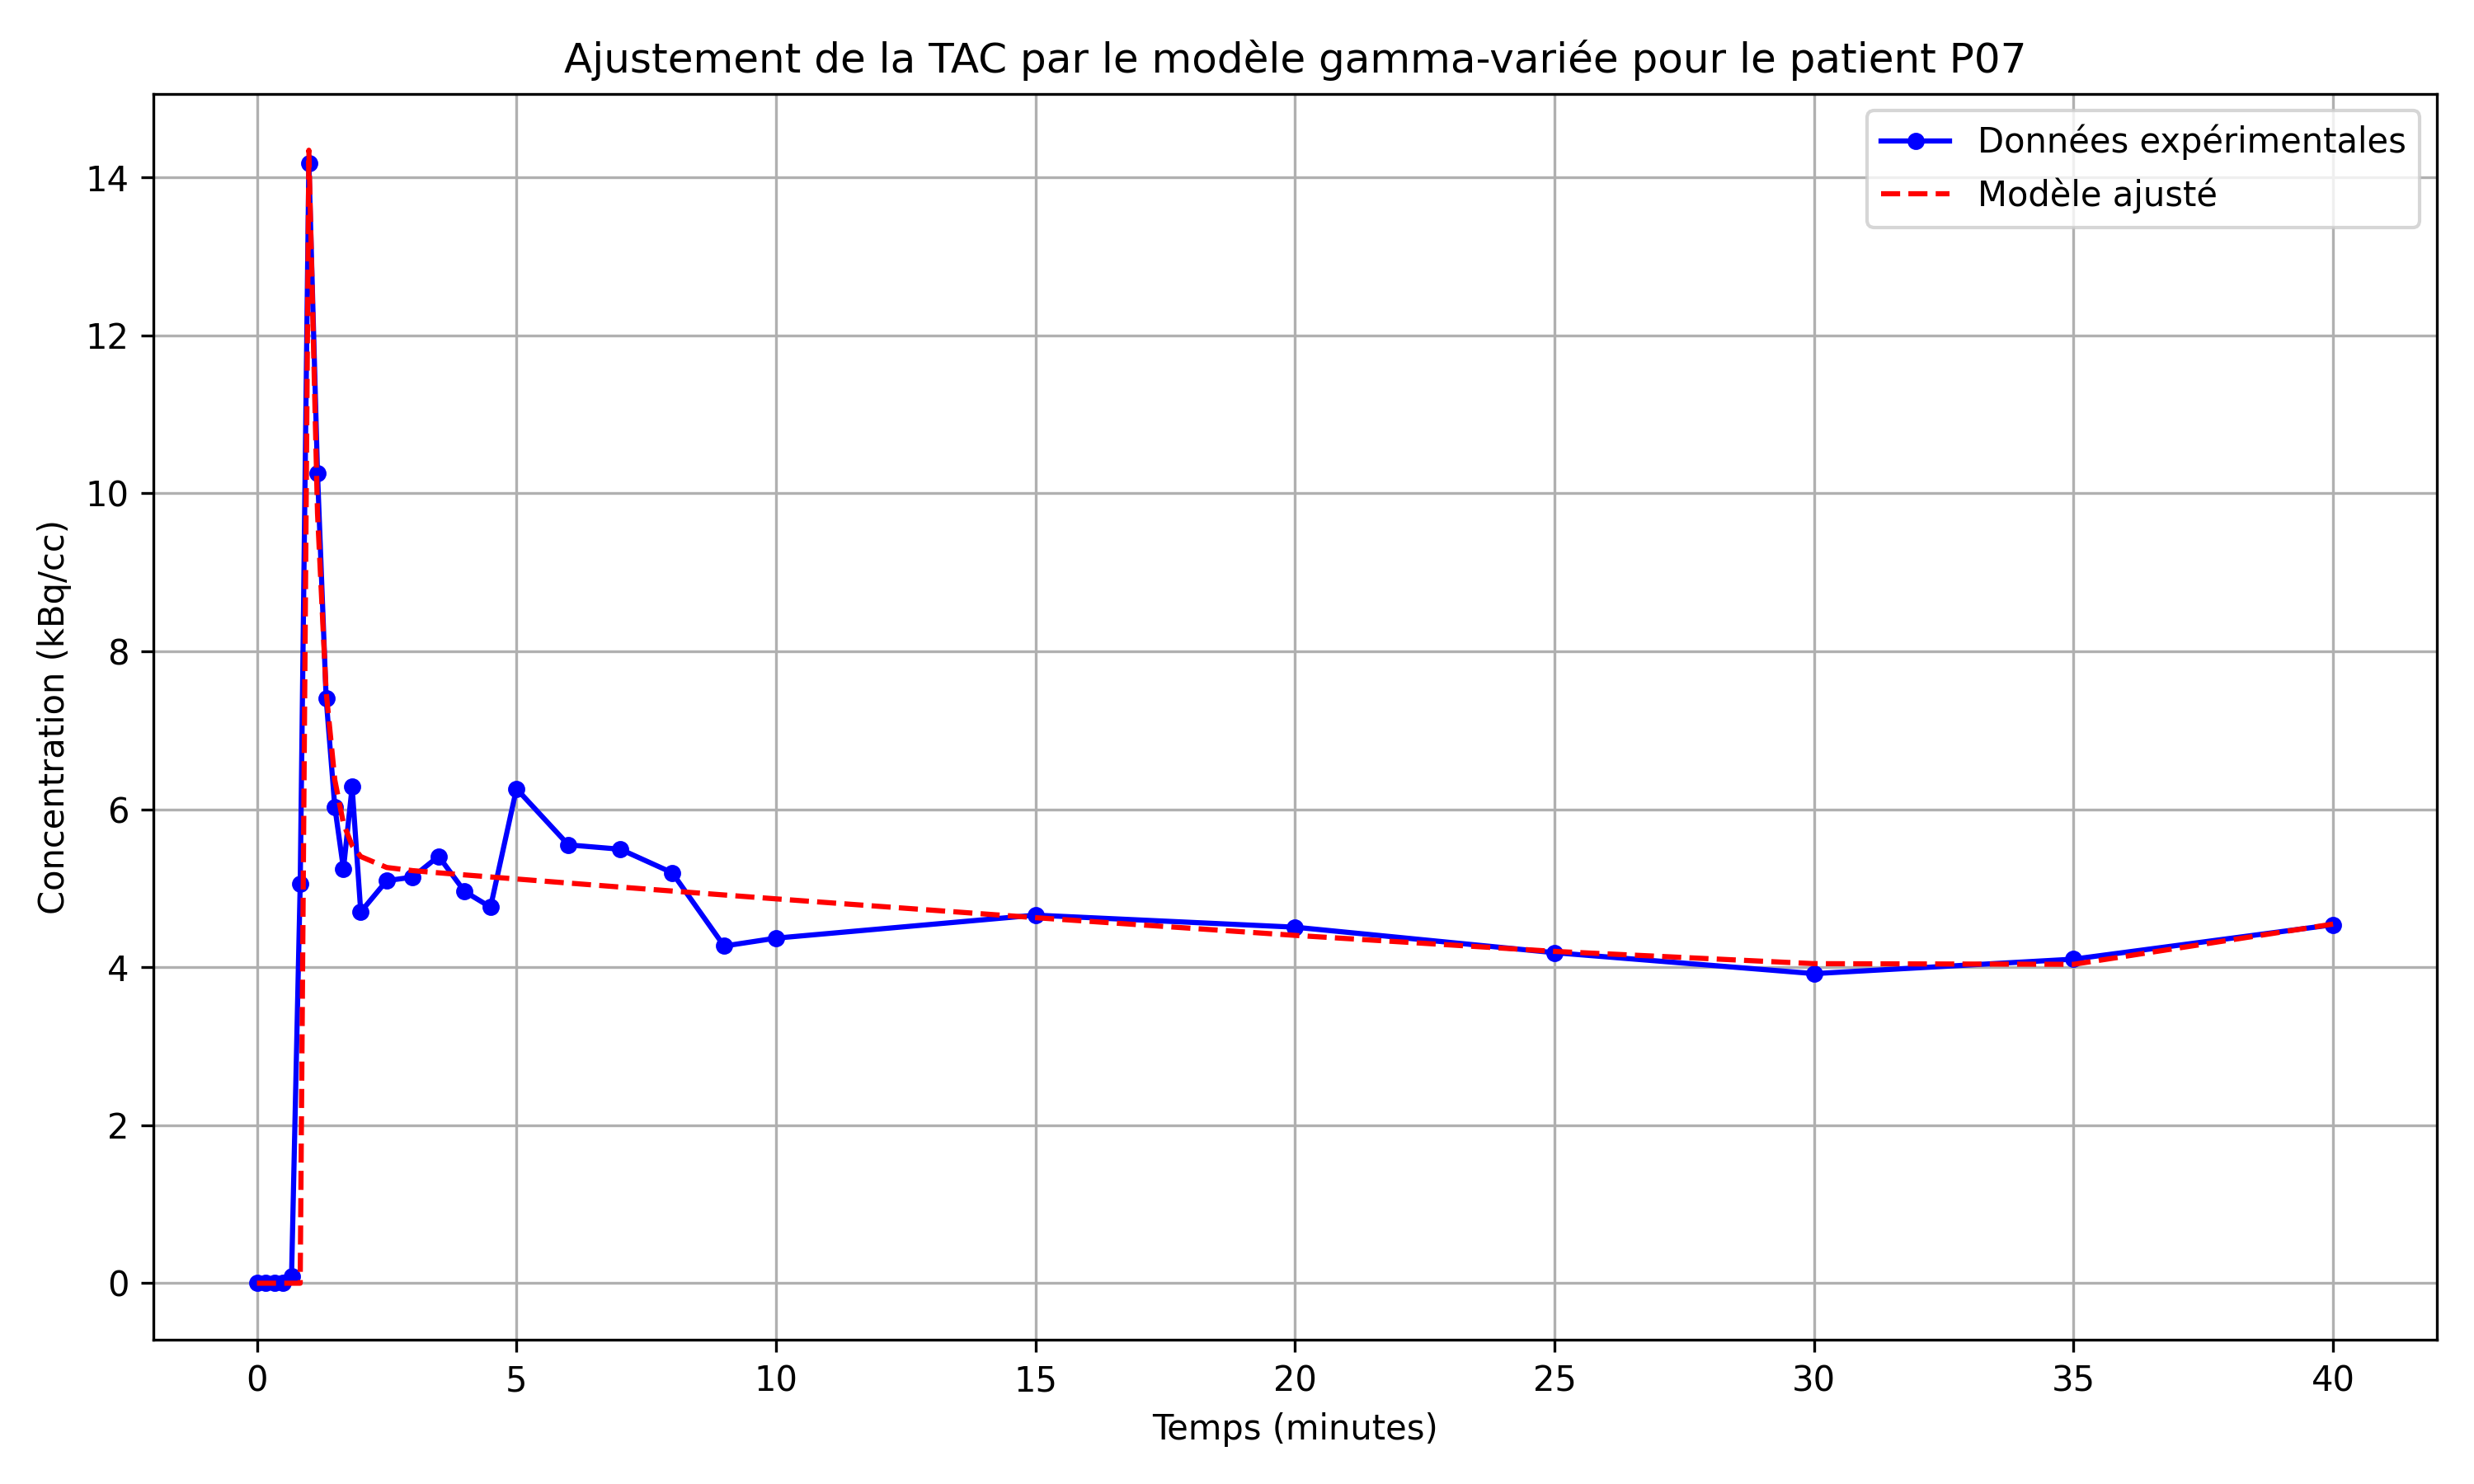 Ajustement de la TAC par le modèle gamma-variée pour le patient P07
Données expérimentales
Modèle ajusté
Concentration (kBq/cc)
14
12
10
8
6
4
2
0
0 5 10 15 20 25 30 35 40
Temps (minutes)